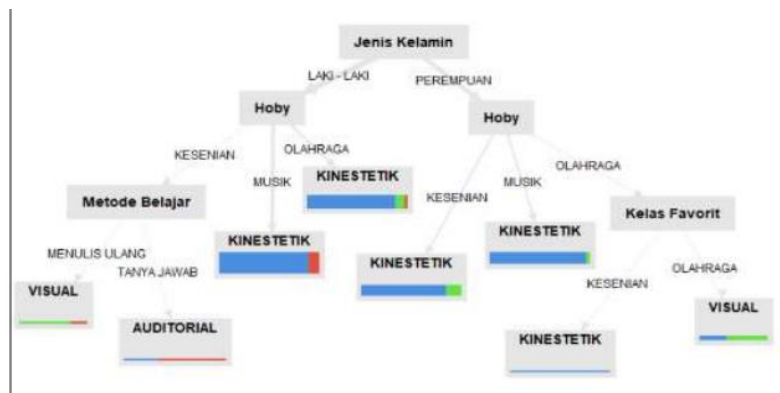 Jenis Kelamin
LAKI - LAKI
PEREMPUAN
Hoby
Hoby
KESENIAN
OLAHRAGA
MUSIK
KINESTETIK
Metode Belajar
KINESTETIK
MENULIS ULANG
TANYA JAWAB
VISUAL
AUDITORIAL
KESENIAN
MUSIK
OLAHRAGA
KINESTETIK
KINESTETIK
Kelas Favorit
KESENIAN
OLAHRAGA
KINESTETIK
VISUAL